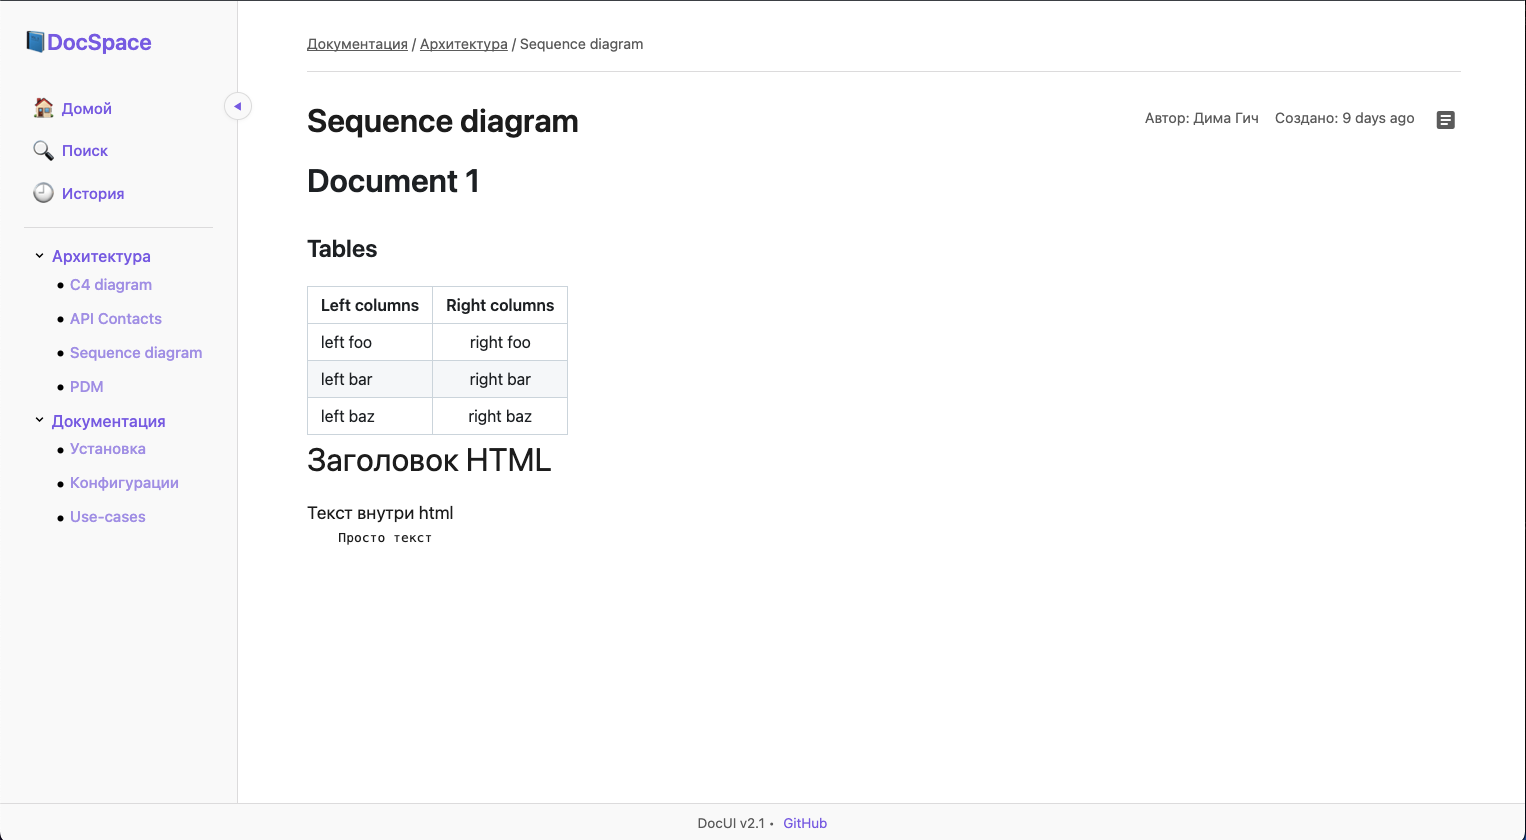 DocSpace
Домой
Поиск
История
Архитектура
C4 diagram
API Contacts
Sequence diagram
PDM
Документация
Установка
Конфигурации
Use-cases
Документация / Архитектура / Sequence diagram
Sequence diagram
Автор: Дима Гич Создано: 9 days ago
Document 1
Tables
Left columns Right columns
left foo right foo
left bar right bar
left baz right baz
Заголовок HTML
Текст внутри html
Просто текст
DocUI v2.1 • GitHub